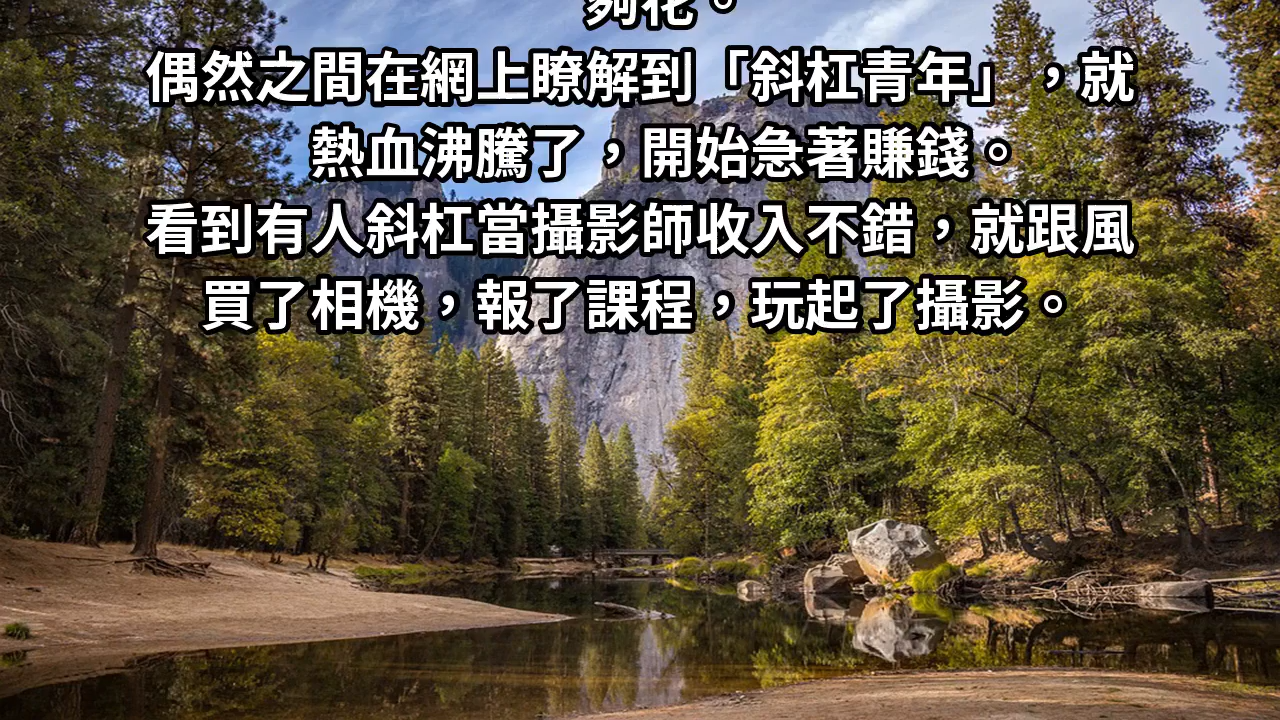 夠花。
偶然之間在網上瞭解到「斜杠青年」，就
熱血沸騰了，開始急著賺錢。
看到有人斜杠當攝影師收入不錯，就跟風
買了相機，報了課程，玩起了攝影。